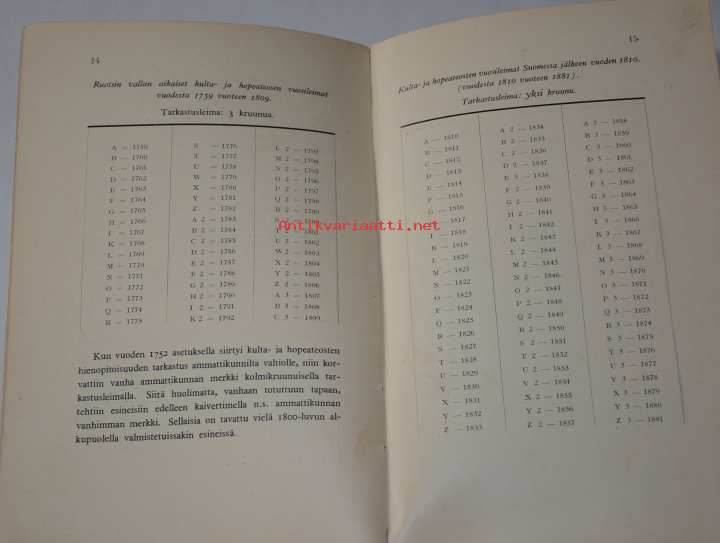 14
Ruotsin vallan aikaiset kulta- ja hopeateosten vuosileimat
vuodesta 1759 vuoteen 1809.
Tarkastusleima: 3 kruunua.
A — 1759 S — 1776 L 2 — 1793
B — 1760 T — 1777 M 2 — 1794
C — 1761 U — 1778 N 2 — 1795
D — 1762 W — 1779 O 2 — 1796
E — 1763 X — 1780 P 2 — 1797
F — 1764 Y — 1781 Q 2 — 1798
G — 1765 Z — 1782 R 2 — 1799
H — 1766 A 2 — 1783 S
I — 1767 B 2 — 1784
K — 1768 C 2 — 1785 U 2 — 1802
L — 1769 D 2 — 1786 W 2 — 1803
M — 1770 E 2 — 1787 X 2 — 1804
N — 1771 F 2 — 1788 Y 2 — 1805
O — 1772 G 2 — 1789 Z 2 — 1806
P — 1773 H 2 — 1790 A 3 — 1807
Q — 1774 I 2 — 1791 B 3 — 1808
R — 1775 K 2 — 1792 C 3 — 1809
Kun vuoden 1752 asetuksella siirtyi kulta- ja hopeateosten
hienopitoisuuden tarkastus ammattikunnilta valtiolle, niin kor-
vattiin vanha ammattikunnan merkki kolmikruunuisella tar-
kastusleimalla. Siitä huolimatta, vanhaan totuttuun tapaan,
tehtiin esineisiin edelleen kaivertimella n.s. ammattikunnan
vanhimman merkki. Sellaisia on tavattu vielä 1800-luvun al-
kupuolella valmistetuissakin esineissä.
Antikvariaatti.net
15
Kulta- ja hopeateosten vuosileimat Suomessa jälkeen vuoden 1810.
(vuodesta 1810 vuoteen 1881).
Tarkastusleima: yksi kruunu.
A — 1810 A 2 — 1834 A 3 — 1858
B — 1811 B 2 — 1835 B 3 — 1859
C — 1812 C 2 — 1836 C 3 — 1860
D — 1813 D 2 — 1837 D 3 — 1861
E — 1814 E 2 — 1838 E 3 — 1862
F — 1815 F 2 — 1839 F 3 — 1863
G — 1816 G 2 — 1840 G 3 — 1864
— 1817 H 2 — 1841 H 3 — 1865
I — 1818 I 2 — 1842 I 3 — 1866
K — 1819 K 2 — 1843 K 3 — 1867
L — 1820 L 2 — 1844 L 3 — 1868
M — 1821 M 2 — 1845 M 3 — 1869
N — 1822 N 2 — 1846 N 3 — 1870
O — 1823 O 2 — 1847 O 3 — 1871
P — 1824 P 2 — 1848 P 3 — 1872
Q — 1825 Q 2 — 1849 Q 3 — 1873
R — 1826 R 2 — 1850 R 3 — 1874
S — 1827 S 2 — 1851 S 3 — 1875
T — 1828 T 2 — 1852 T 3 — 1876
U — 1829 U 2 — 1853 U 3 — 1877
V — 1830 V 2 — 1854 V 3 — 1878
X — 1831 X 2 — 1855 X 3 — 1879
Y — 1832 Y 2 — 1856 Y 3 — 1880
Z — 1833 Z 2 — 1857 Z 3 — 1881